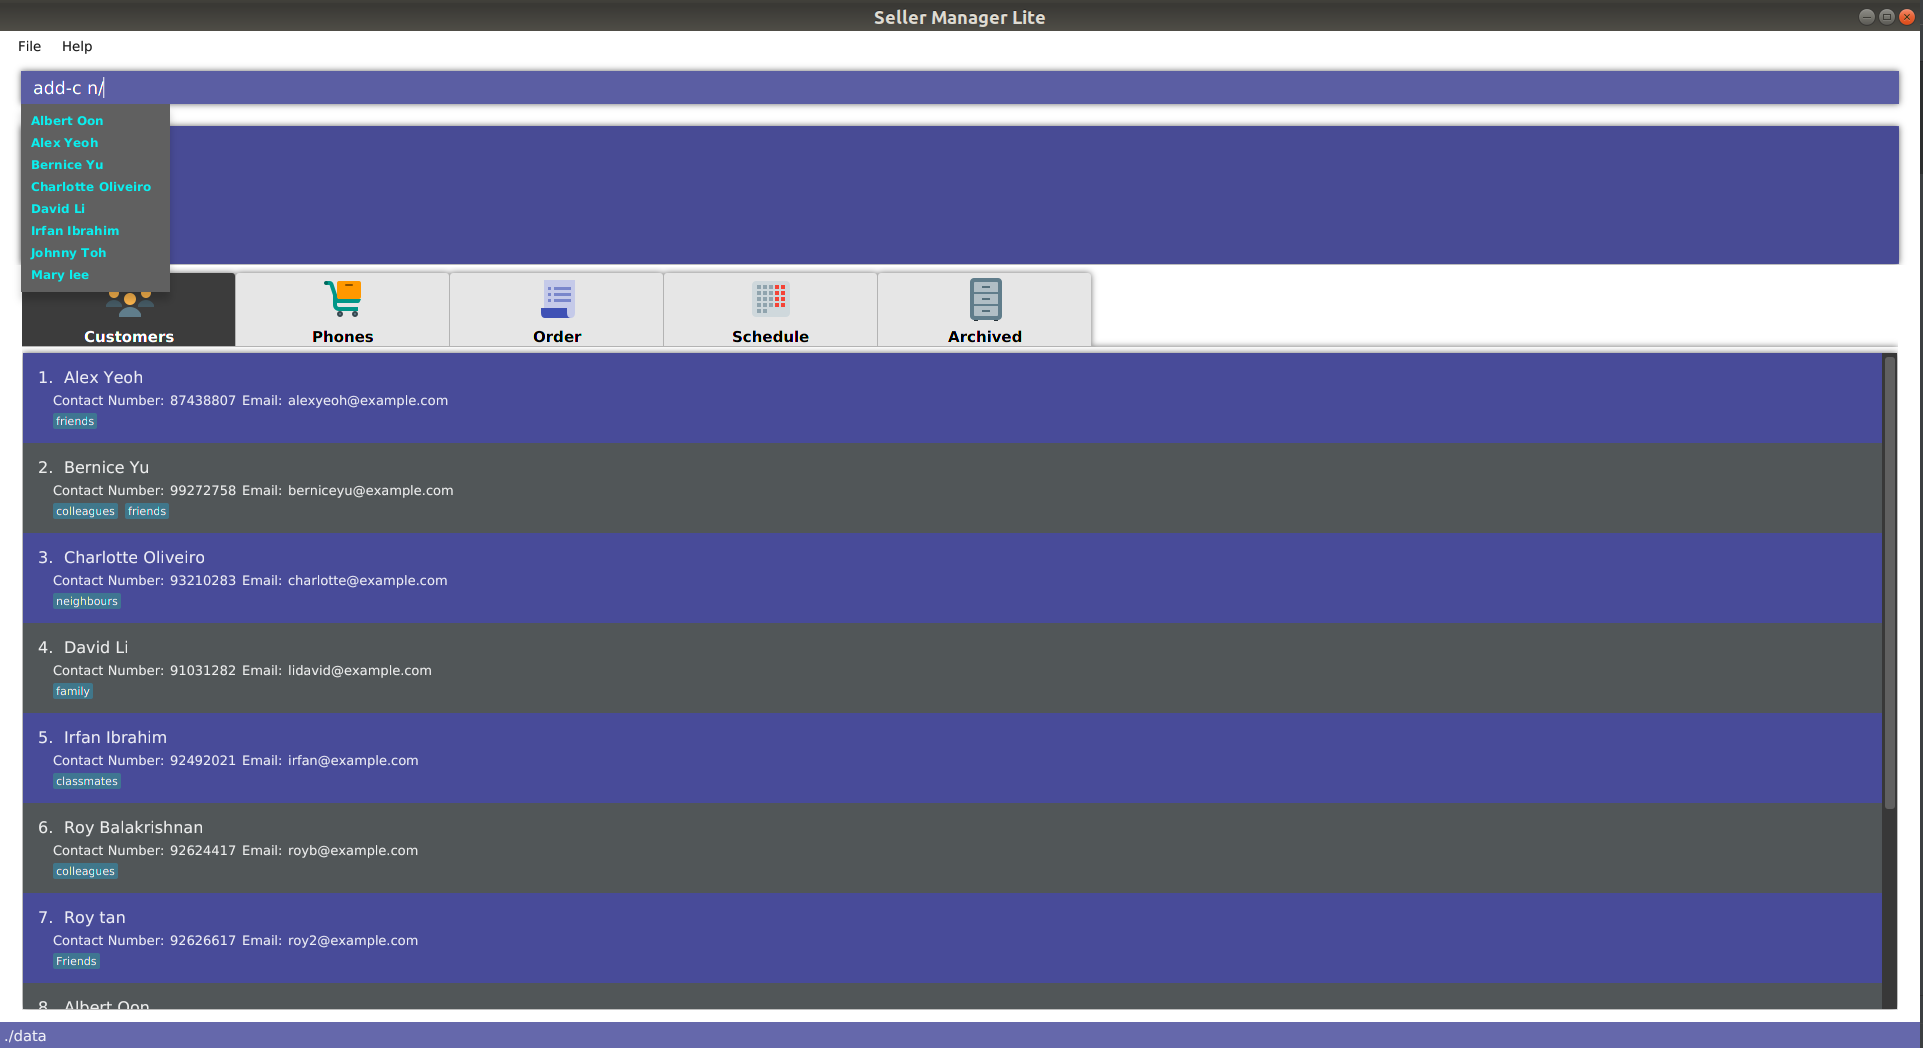 Seller Manager Lite
File Help
add-c n/
Albert Oon
Alex Yeoh
Bernice Yu
Charlotte Oliveiro
David Li
Irfan Ibrahim
Johnny Toh
Mary lee
Customers Phones Order Schedule Archived
1. Alex Yeoh
Contact Number: 87438807 Email: alexyeoh@example.com
friends
2. Bernice Yu
Contact Number: 99272758 Email: berniceyu@example.com
colleagues friends
3. Charlotte Oliveiro
Contact Number: 93210283 Email: charlotte@example.com
neighbours
4. David Li
Contact Number: 91031282 Email: lidavid@example.com
family
5. Irfan Ibrahim
Contact Number: 92492021 Email: irfan@example.com
classmates
6. Roy Balakrishnan
Contact Number: 92624417 Email: royb@example.com
colleagues
7. Roy tan
Contact Number: 92626617 Email: roy2@example.com
Friends
8. Albert Oon
./data